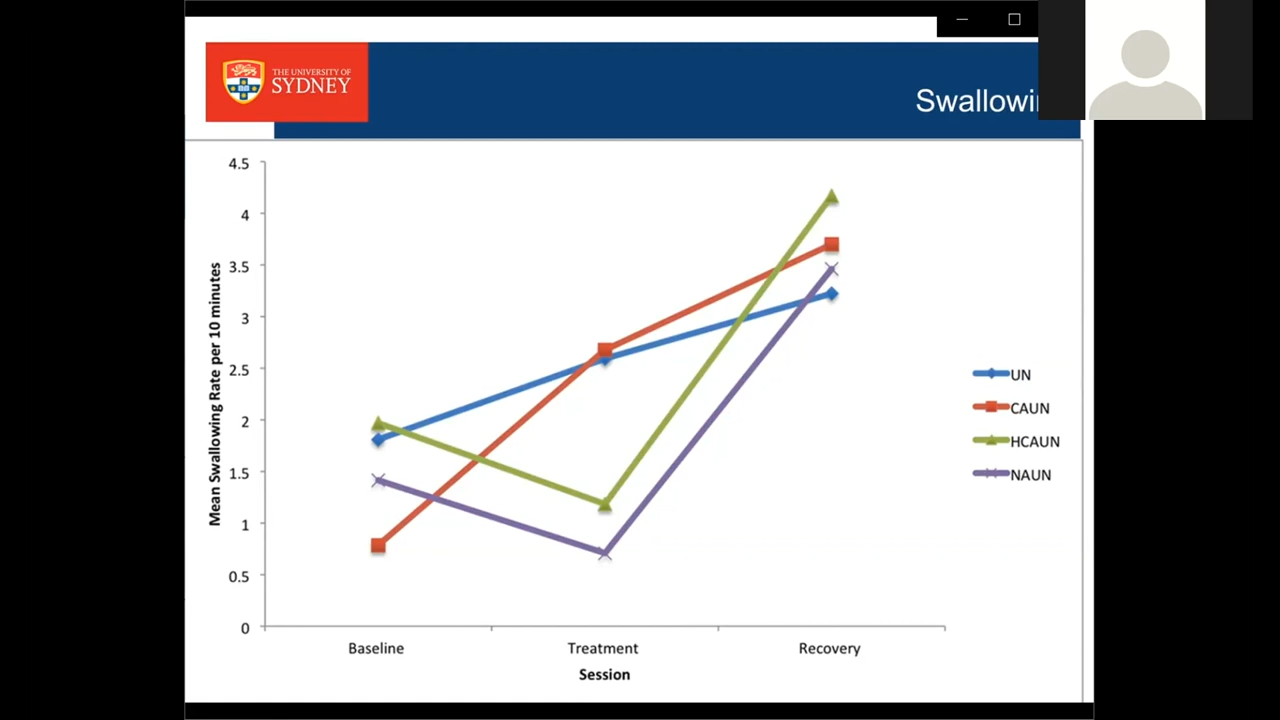 THE UNIVERSITY OF
SYDNEY
4.5
4
3.5
3
2.5
2
1.5
1
0.5
0
Mean Swallowing Rate per 10 minutes
Baseline Treatment Recovery
Session
UN
CAUN
HCAUN
NAUN